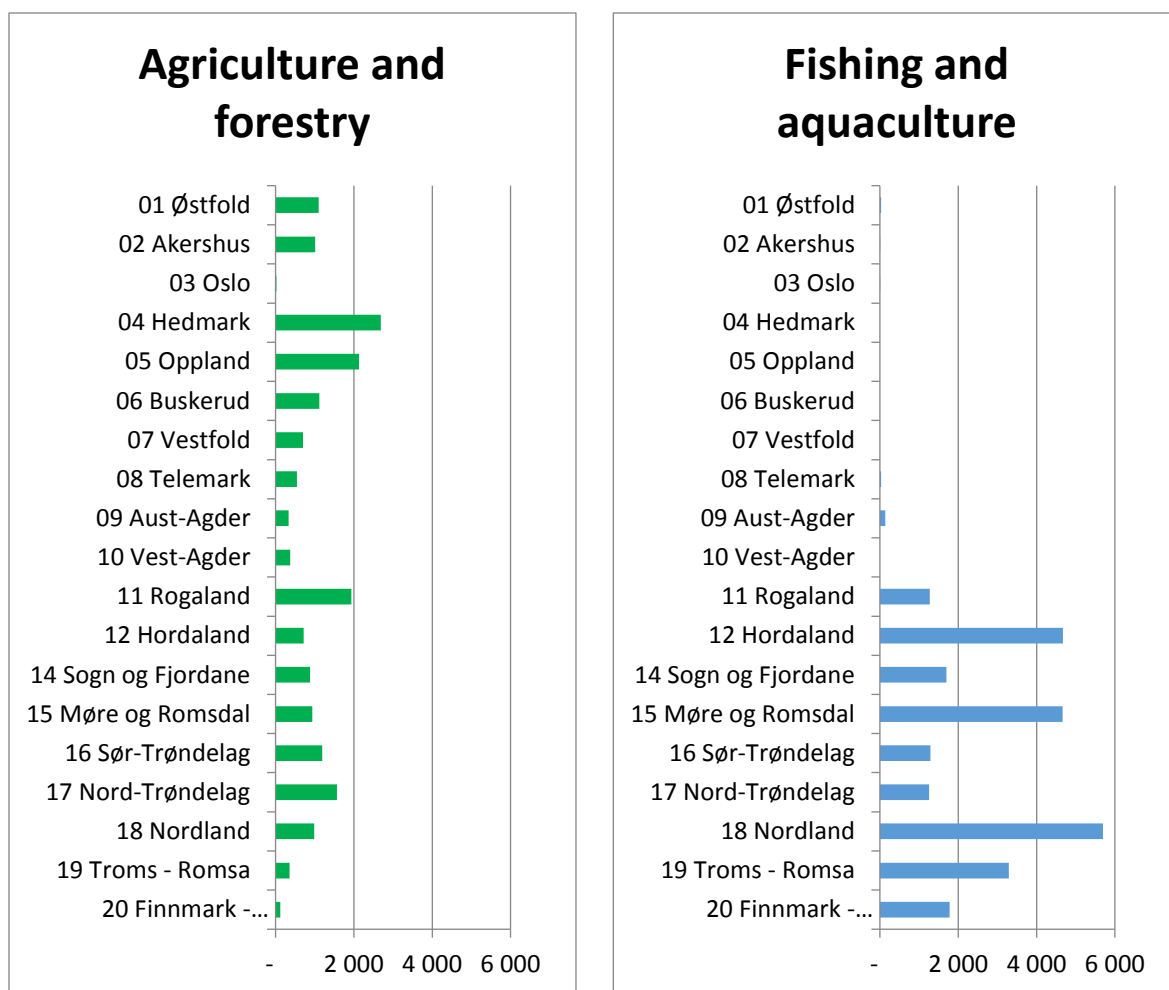 Agriculture and
forestry
01 Østfold
02 Akershus
03 Oslo
04 Hedmark
05 Oppland
06 Buskerud
07 Vestfold
08 Telemark
09 Aust-Agder
10 Vest-Agder
11 Rogaland
12 Hordaland
14 Sogn og Fjordane
15 Møre og Romsdal
16 Sør-Trøndelag
17 Nord-Trøndelag
18 Nordland
19 Troms - Romsa
20 Finnmark -...
- 2 000 4 000 6 000
Fishing and
aquaculture
01 Østfold
02 Akershus
03 Oslo
04 Hedmark
05 Oppland
06 Buskerud
07 Vestfold
08 Telemark
09 Aust-Agder
10 Vest-Agder
11 Rogaland
12 Hordaland
14 Sogn og Fjordane
15 Møre og Romsdal
16 Sør-Trøndelag
17 Nord-Trøndelag
18 Nordland
19 Troms - Romsa
20 Finnmark -...
- 2 000 4 000 6 000